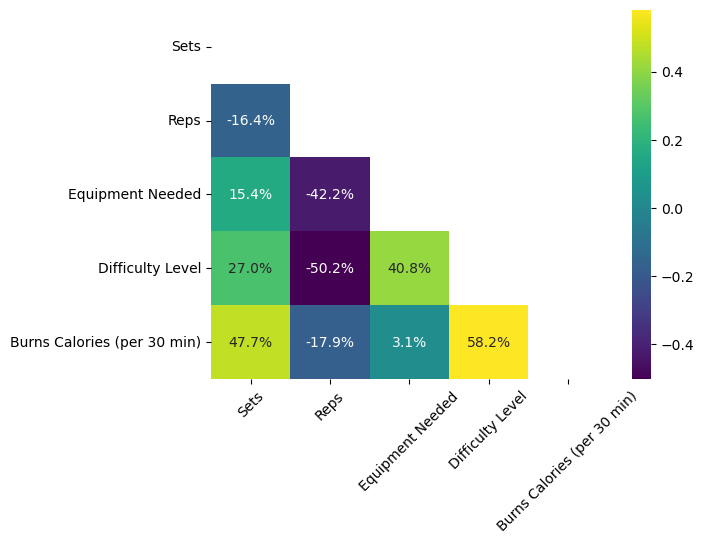 Sets
Reps
-16.4%
Equipment Needed
15.4%
-42.2%
Difficulty Level
27.0%
-50.2%
40.8%
Burns Calories (per 30 min)
47.7%
-17.9%
3.1%
58.2%
Sets
Reps
Equipment Needed
Difficulty Level
Burns Calories (per 30 min)
0.4
0.2
0.0
−0.2
−0.4